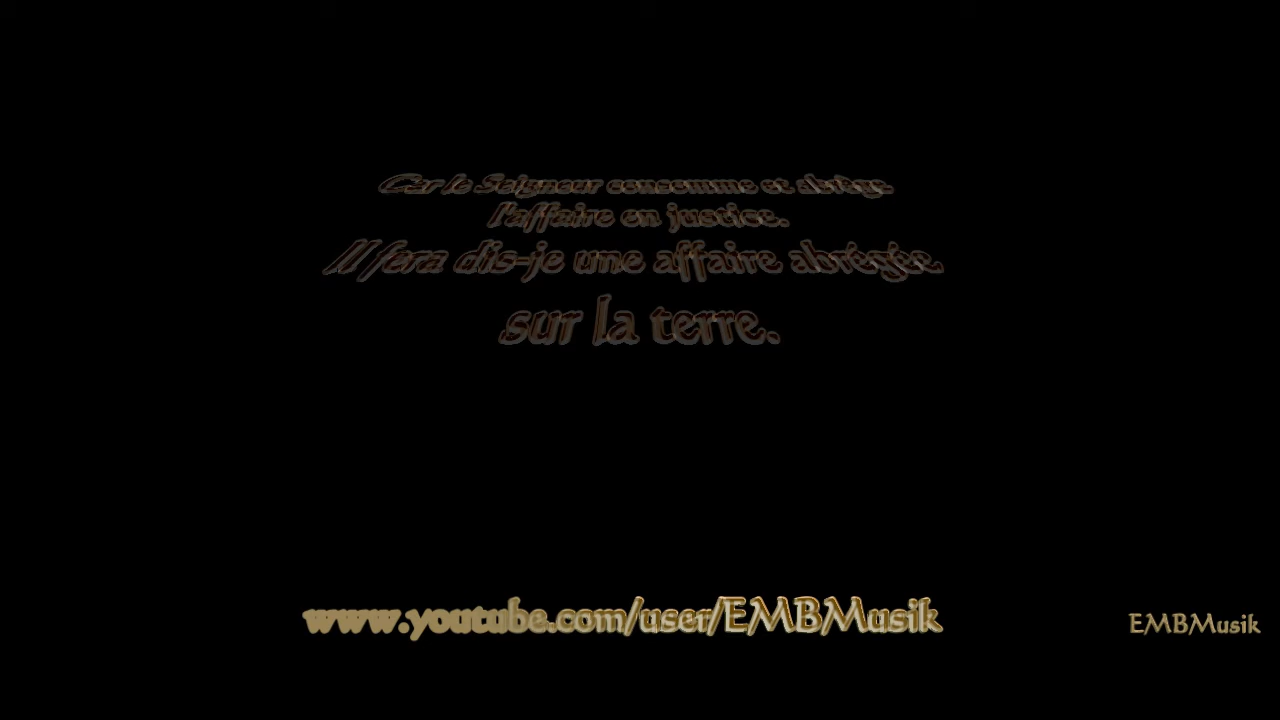 Car le Seigneur consomme et abrège
l'affaire en justice.
Il fera dis-je une affaire abrégée
sur la terre.
www.youtube.com/user/EMBMusik
EMBMusik